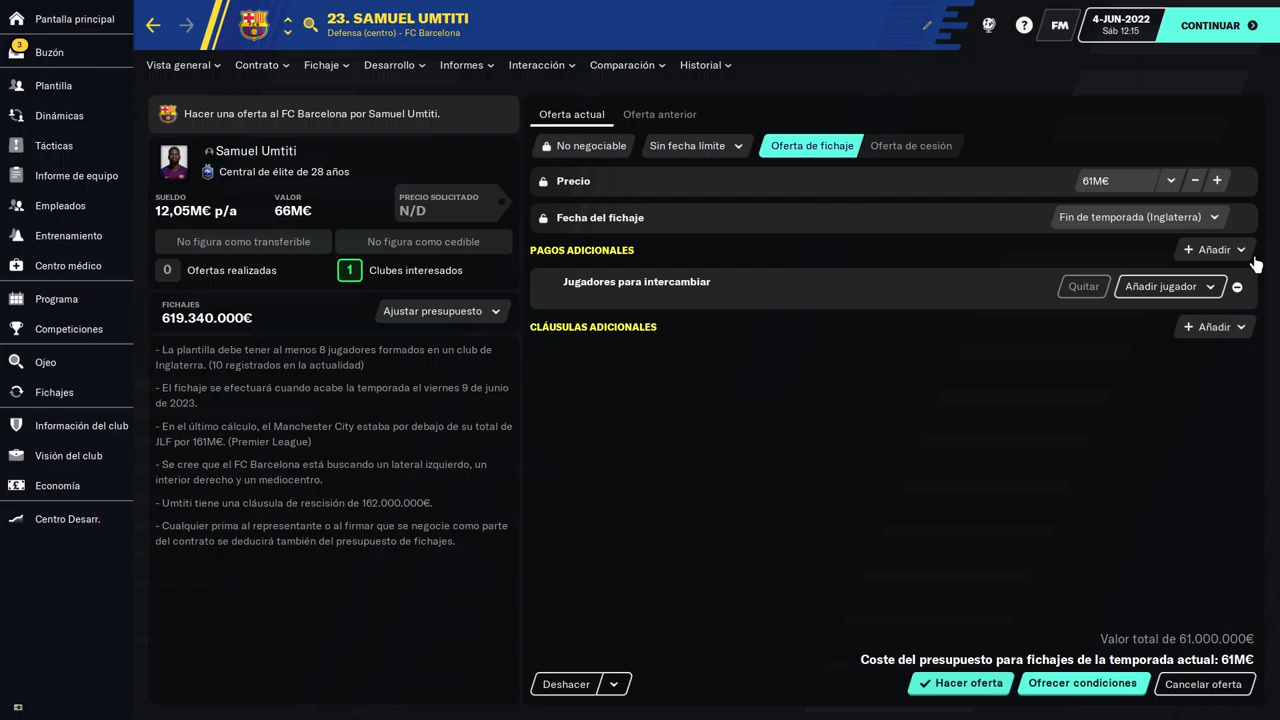 Pantalla principal
3
Buzón
Plantilla
Dinámicas
Tácticas
Informe de equipo
Empleados
Entrenamiento
Centro médico
Programa
Competiciones
Ojeo
Fichajes
Información del club
Visión del club
Economía
Centro Desarr.
23. SAMUEL UMTITI
Defensa (centro) - FC Barcelona
FM
4-JUN-2022
Sáb 12:15
CONTINUAR
Vista general
Contrato
Fichaje
Desarrollo
Informes
Interacción
Comparación
Historial
Hacer una oferta al FC Barcelona por Samuel Umtiti.
Samuel Umtiti
Central de élite de 28 años
SUELDO
12,05M€ p/a
VALOR
66M€
PRECIO SOLICITADO
N/D
No figura como transferible
No figura como cedible
0 Ofertas realizadas
1 Clubes interesados
FICHAJES
619.340.000€
Ajustar presupuesto
- La plantilla debe tener al menos 8 jugadores formados en un club de
Inglaterra. (10 registrados en la actualidad)
- El fichaje se efectuará cuando acabe la temporada el viernes 9 de junio
de 2023.
- En el último cálculo, el Manchester City estaba por debajo de su total de
JLF por 161M€. (Premier League)
- Se cree que el FC Barcelona está buscando un lateral izquierdo, un
interior derecho y un mediocentro.
- Umtiti tiene una cláusula de rescisión de 162.000.000€.
- Cualquier prima al representante o al firmar que se negocie como parte
del contrato se deducirá también del presupuesto de fichajes.
Oferta actual
Oferta anterior
No negociable
Sin fecha límite
Oferta de fichaje
Oferta de cesión
Precio
61M€
- +
Fecha del fichaje
Fin de temporada (Inglaterra)
PAGOS ADICIONALES
+ Añadir
Jugadores para intercambiar
Quitar
Añadir jugador
CLÁUSULAS ADICIONALES
+ Añadir
Valor total de 61.000.000€
Coste del presupuesto para fichajes de la temporada actual: 61M€
Deshacer
Hacer oferta
Ofrecer condiciones
Cancelar oferta